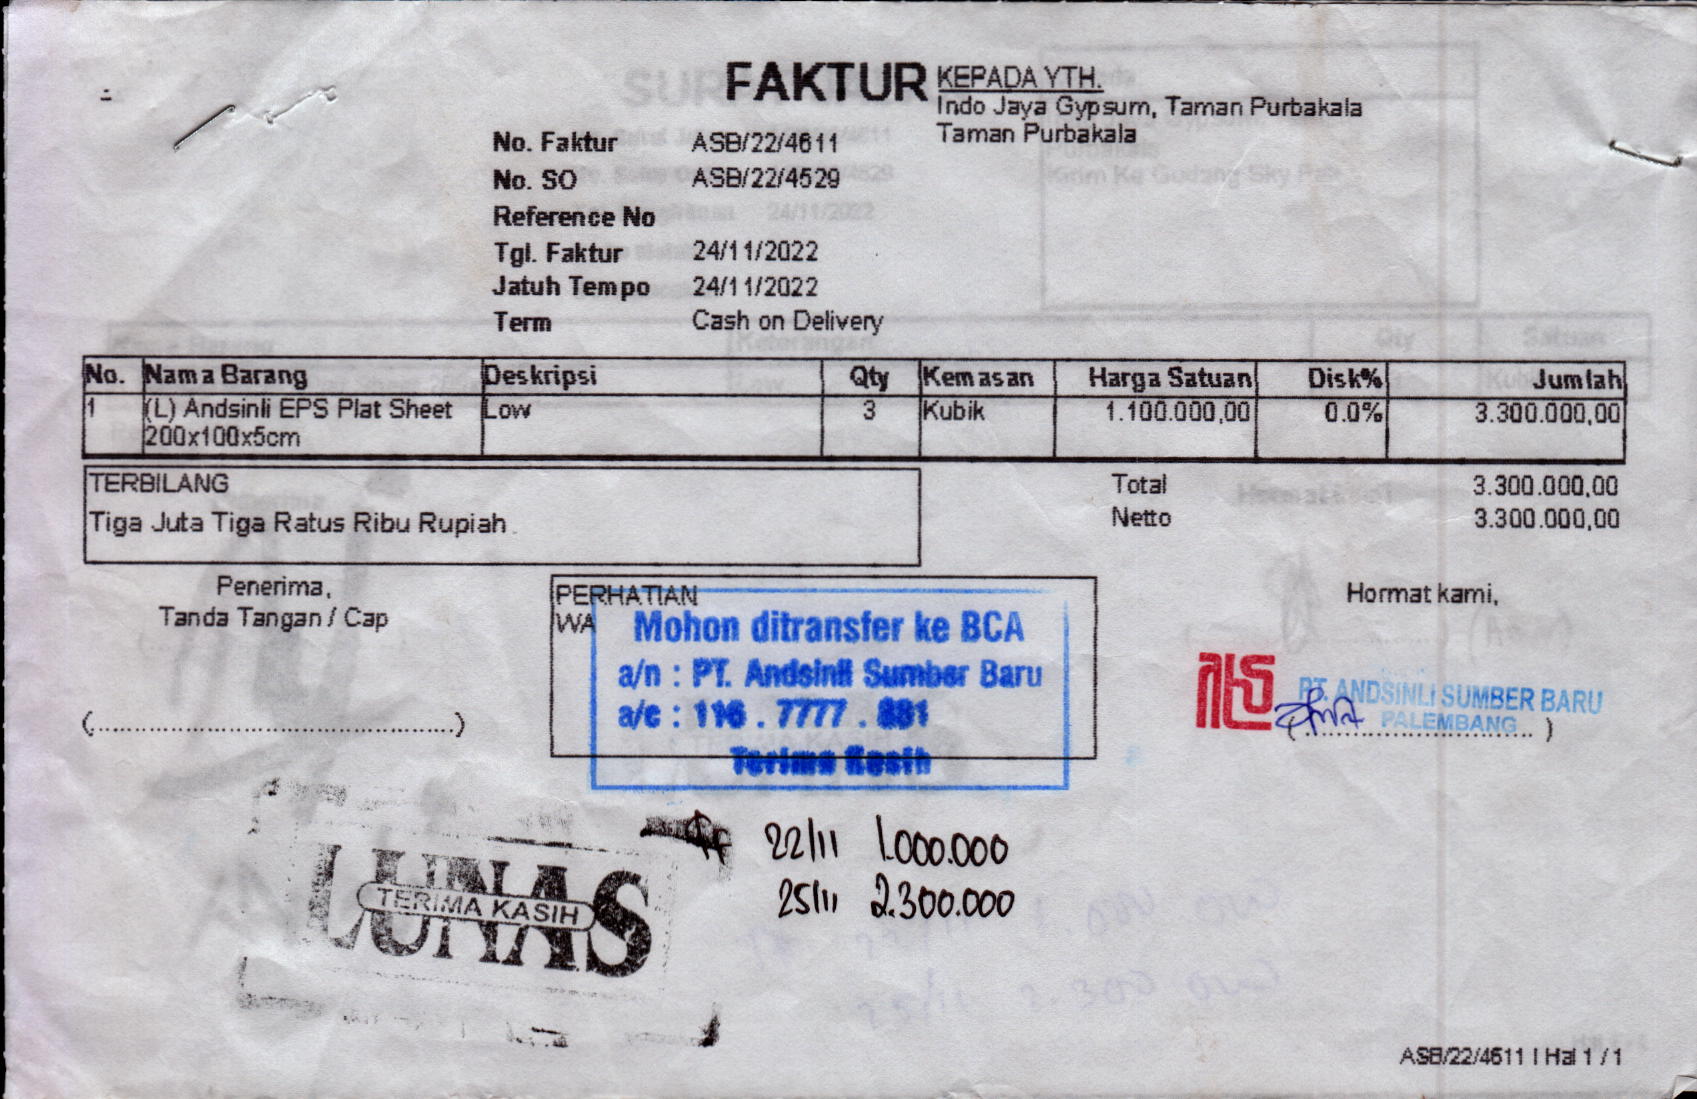 FAKTUR
KEPADA YTH.
Indo Jaya Gypsum, Taman Purbakala
Taman Purbakala
No. Faktur ASB/22/4611
No. SO ASB/22/4529
Reference No
Tgl. Faktur 24/11/2022
Jatuh Tempo 24/11/2022
Term Cash on Delivery
No. Nama Barang Deskripsi Qty Kemasan Harga Satuan Disk% Jumlah
1 (L) Andsinli EPS Plat Sheet Low 3 Kubik 1.100.000,00 0.0% 3.300.000,00
200x100x5cm
TERBILANG
Tiga Juta Tiga Ratus Ribu Rupiah
Total 3.300.000,00
Netto 3.300.000,00
Penerima,
Tanda Tangan / Cap
(............................................)
PERHATIAN
WA
Mohon ditransfer ke BCA
a/n : PT. Andsinli Sumber Baru
a/c : 116 . 7777 .
Terima Kasih
Hormat kami,
PT. ANDSINLI SUMBER BARU
PALEMBANG
(..............................)
LUNAS
TERIMA KASIH
22/11 1.000.000
25/11 2.300.000
ASB/22/4611 | Hal 1 / 1